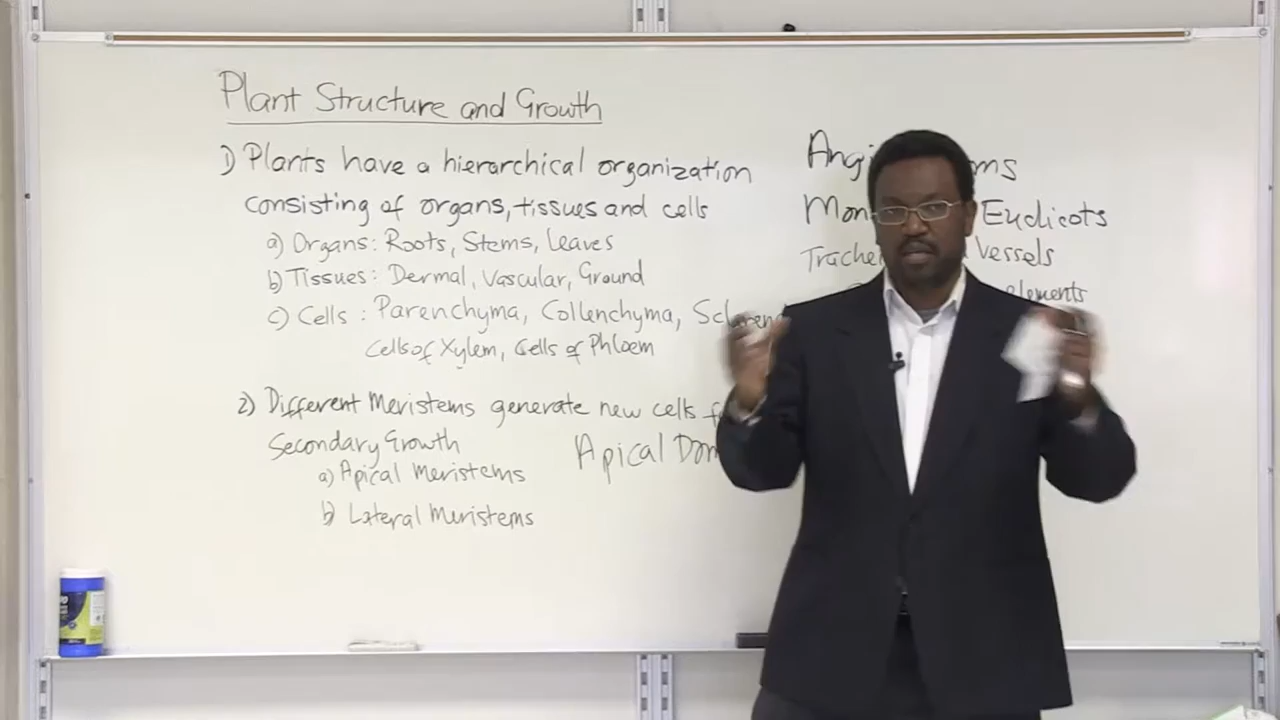 Plant Structure and Growth
1) Plants have a hierarchical organization
consisting of organs, tissues and cells
a) Organs: Roots, Stems, Leaves
b) Tissues: Dermal, Vascular, Ground
c) Cells: Parenchyma, Collenchyma,
Cells of Xylem, Cells of Phloem
2) Different Meristems generate new cells
Secondary Growth
a) Apical Meristems
b) Lateral Meristems
Apical
Eudicots
Vessels
elements